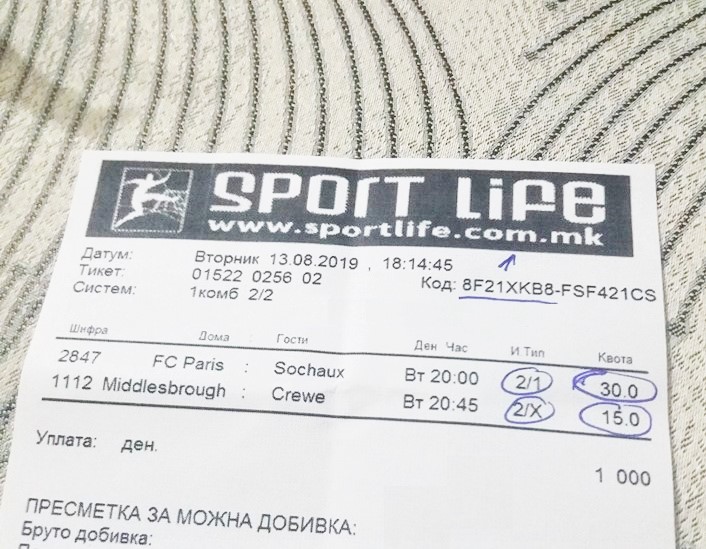 SPORT LIFE
www.sportlife.com.mk
Датум: Вторник 13.08.2019 , 18:14:45
Тикет: 01522 0256 02
Код: 8F21XKB8-FSF421CS
Систем: 1комб 2/2
Шифра Дома : Гости Ден Час И.Тип Квота
2847 FC Paris : Sochaux Вт 20:00 2/1 30.0
1112 Middlesbrough : Crewe Вт 20:45 2/X 15.0
Уплата: ден. 1 000
ПРЕСМЕТКА ЗА МОЖНА ДОБИВКА:
Бруто добивка: